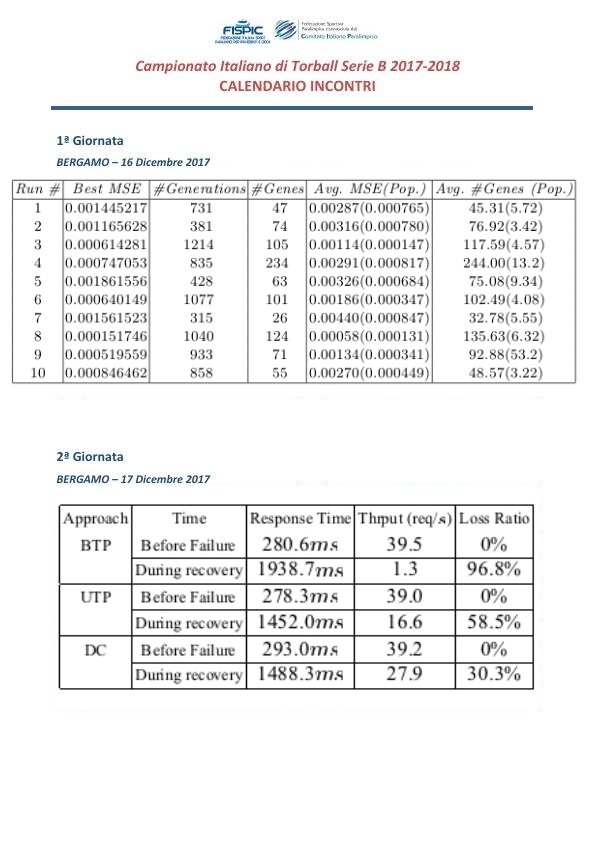 FISPIC
FEDERAZIONE ITALIANA SPORT
PARALIMPICI PER IPOVEDENTI E CIECHI
Federazione Sportiva
Paralimpica riconosciuta dal
Comitato Italiano Paralimpico
Campionato Italiano di Torball Serie B 2017-2018
CALENDARIO INCONTRI
1ª Giornata
BERGAMO – 16 Dicembre 2017
Run # Best MSE #Generations #Genes Avg. MSE(Pop.) Avg. #Genes (Pop.)
1 0.001445217 731 47 0.00287(0.000765) 45.31(5.72)
2 0.001165628 381 74 0.00316(0.000780) 76.92(3.42)
3 0.000614281 1214 105 0.00114(0.000147) 117.59(4.57)
4 0.000747053 835 234 0.00291(0.000817) 244.00(13.2)
5 0.001861556 428 63 0.00326(0.000684) 75.08(9.34)
6 0.000640149 1077 101 0.00186(0.000347) 102.49(4.08)
7 0.001561523 315 26 0.00440(0.000847) 32.78(5.55)
8 0.000151746 1040 124 0.00058(0.000131) 135.63(6.32)
9 0.000519559 933 71 0.00134(0.000341) 92.88(53.2)
10 0.000846462 858 55 0.00270(0.000449) 48.57(3.22)
2ª Giornata
BERGAMO – 17 Dicembre 2017
Approach Time Response Time Thrput (req/s) Loss Ratio
BTP Before Failure 280.6ms 39.5 0%
During recovery 1938.7ms 1.3 96.8%
UTP Before Failure 278.3ms 39.0 0%
During recovery 1452.0ms 16.6 58.5%
DC Before Failure 293.0ms 39.2 0%
During recovery 1488.3ms 27.9 30.3%